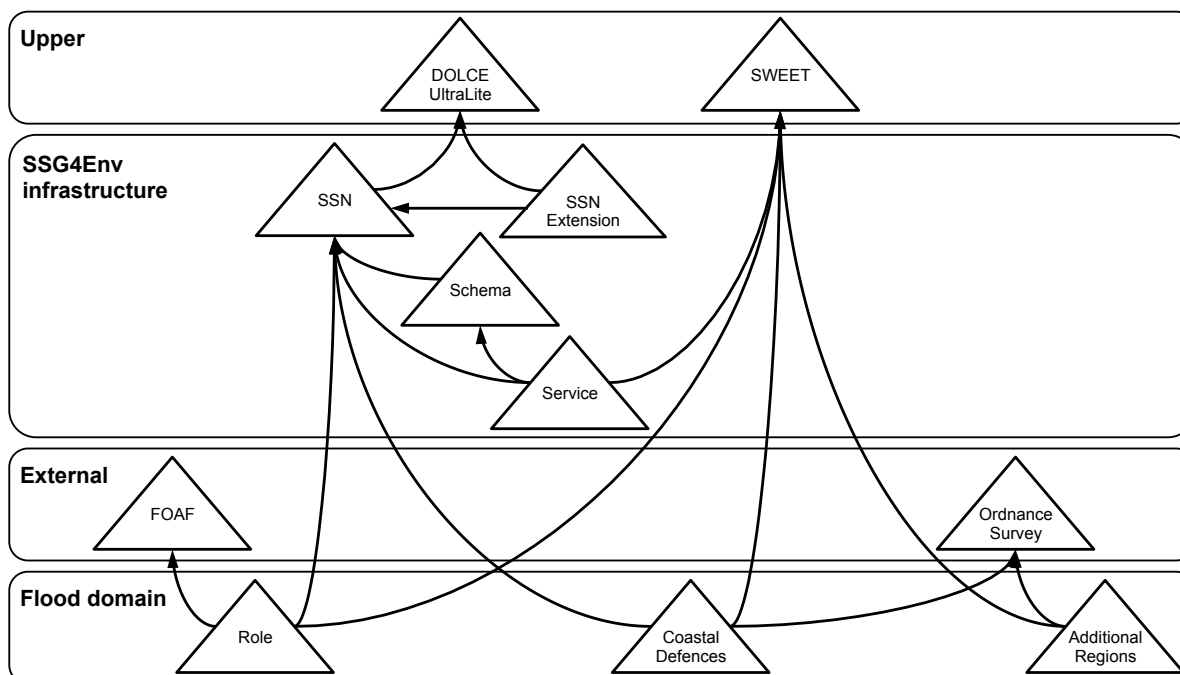 Upper
DOLCE
UltraLite
SWEET
SSG4Env
infrastructure
SSN
SSN
Extension
Schema
Service
External
FOAF
Ordnance
Survey
Flood domain
Role
Coastal
Defences
Additional
Regions